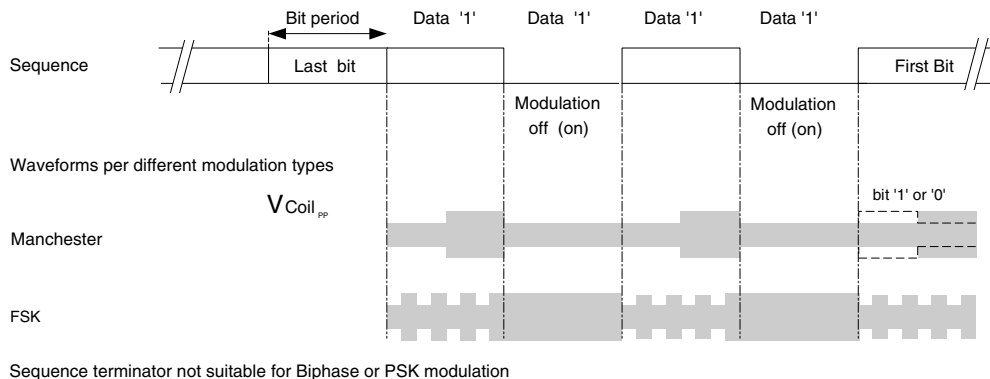 Bit period Data '1' Data '1' Data '1' Data '1'
Sequence Last bit First Bit
Modulation Modulation
off (on) off (on)
Waveforms per different modulation types
bit '1' or '0'
VCoil PP
Manchester
FSK
Sequence terminator not suitable for Biphase or PSK modulation